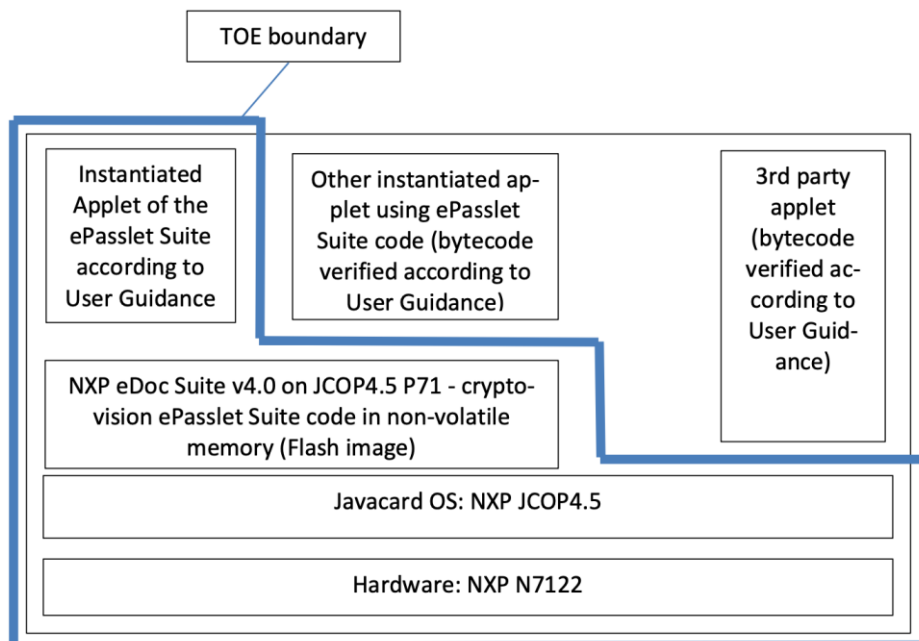 TOE boundary
Instantiated
Applet of the
ePasslet Suite
according to
User Guidance
Other instantiated ap-
plet using ePasslet
Suite code (bytecode
verified according to
User Guidance)
3rd party
applet
(bytecode
verified ac-
cording to
User Guid-
ance)
NXP eDoc Suite v4.0 on JCOP4.5 P71 - crypto-
vision ePasslet Suite code in non-volatile
memory (Flash image)
Javacard OS: NXP JCOP4.5
Hardware: NXP N7122